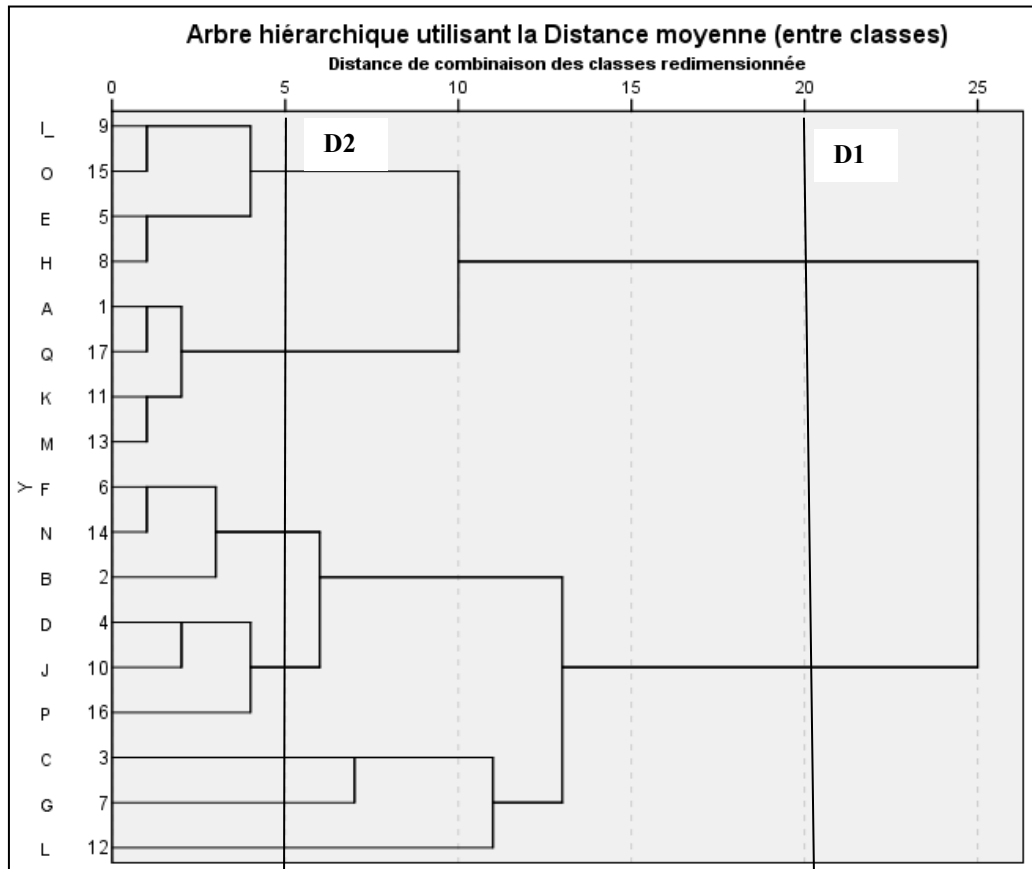 Arbre hiérarchique utilisant la Distance moyenne (entre classes)
Distance de combinaison des classes redimensionnée
0 5 10 15 20 25
D2
D1
I_ 9
O 15
E 5
H 8
A 1
Q 17
K 11
M 13
Y
F 6
N 14
B 2
D 4
J 10
P 16
C 3
G 7
L 12